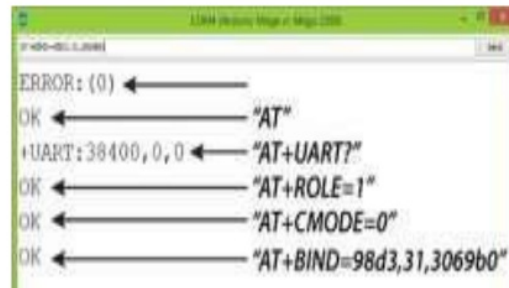 ERROR:(0)
OK "AT"
+UART:38400,0,0 "AT+UART?"
OK "AT+ROLE=1"
OK "AT+CMODE=0"
OK "AT+BIND=98d3,31,3069b0"